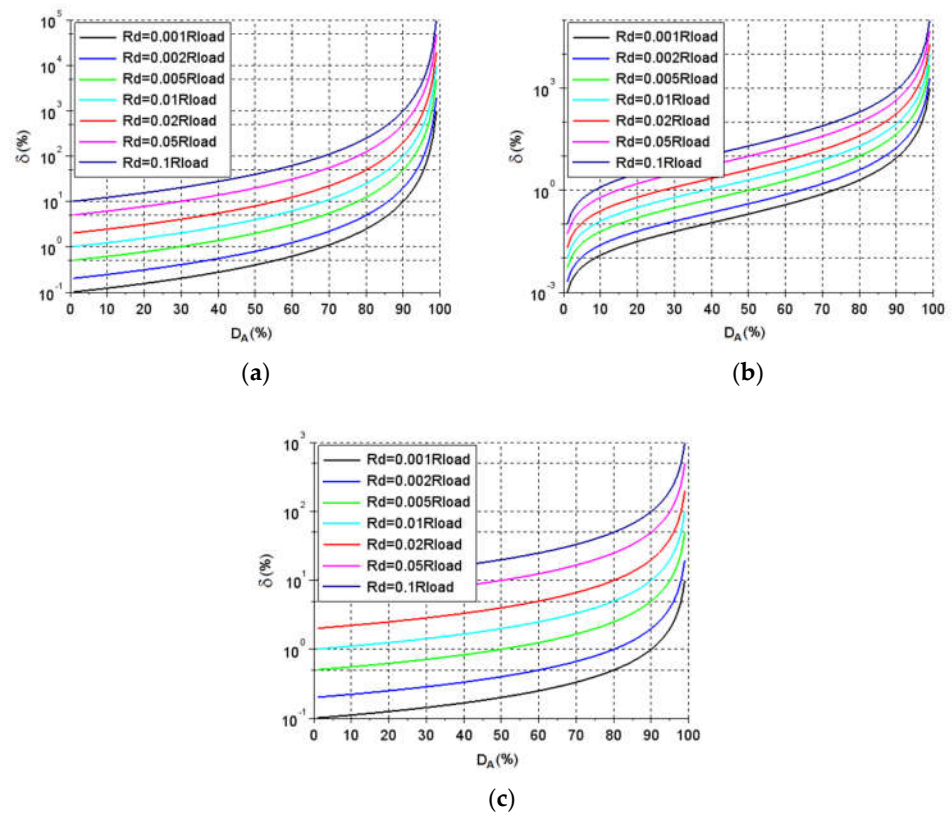 10^5
10^4
10^3
10^2
10^1
10^0
10^-1
δ(%)
Rd=0.001Rload
Rd=0.002Rload
Rd=0.005Rload
Rd=0.01Rload
Rd=0.02Rload
Rd=0.05Rload
Rd=0.1Rload
0 10 20 30 40 50 60 70 80 90 100
D_A(%)
(a)
10^3
10^0
10^-3
δ(%)
Rd=0.001Rload
Rd=0.002Rload
Rd=0.005Rload
Rd=0.01Rload
Rd=0.02Rload
Rd=0.05Rload
Rd=0.1Rload
0 10 20 30 40 50 60 70 80 90 100
D_A(%)
(b)
10^3
10^2
10^1
10^0
10^-1
δ(%)
Rd=0.001Rload
Rd=0.002Rload
Rd=0.005Rload
Rd=0.01Rload
Rd=0.02Rload
Rd=0.05Rload
Rd=0.1Rload
0 10 20 30 40 50 60 70 80 90 100
D_A(%)
(c)